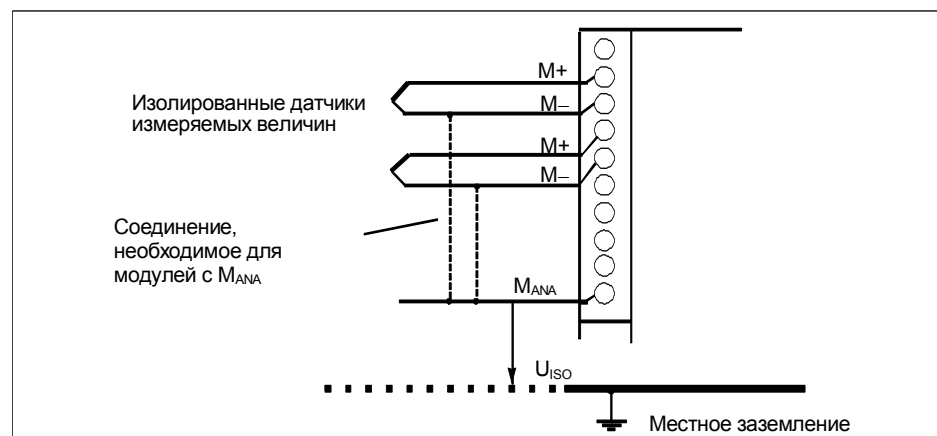 M+
Изолированные датчики
измеряемых величин
M–
M+
M–
Соединение,
необходимое для
модулей с MANA
MANA
UISO
Местное заземление